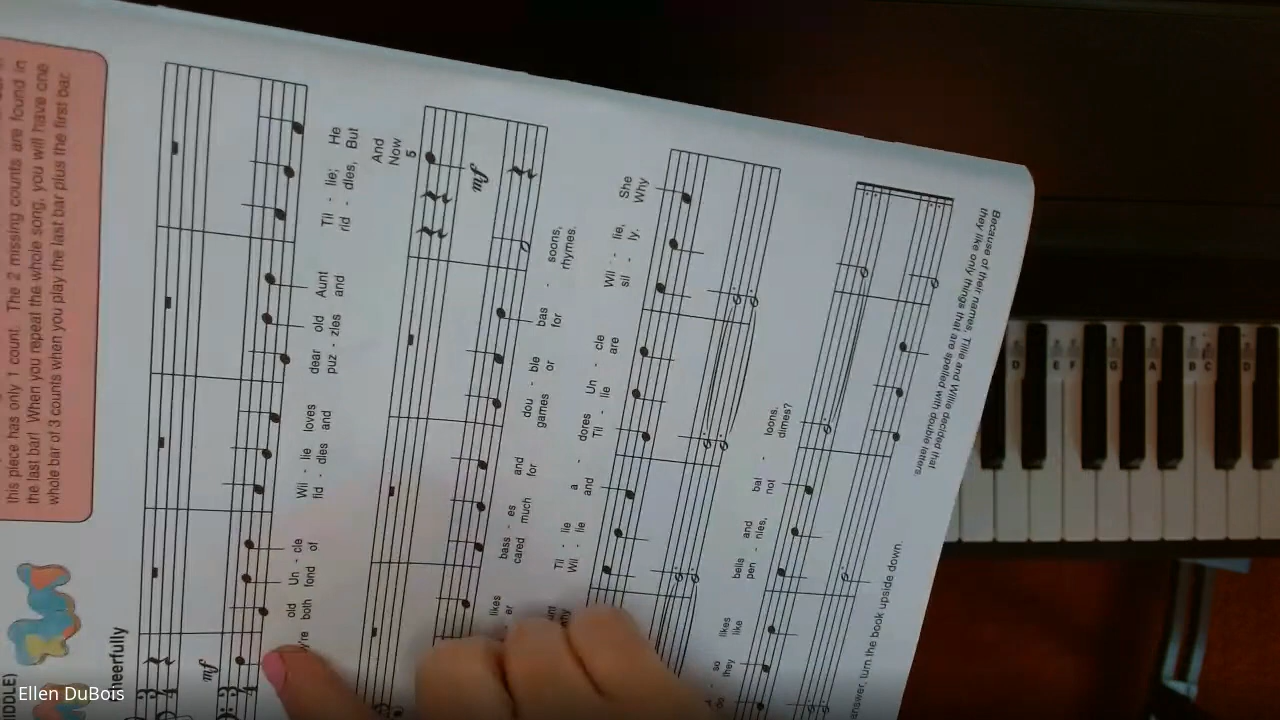 IDDLE)
this piece has only 1 count. The 2 missing counts are found in
the last bar! When you repeat the whole song, you will have one
whole bar of 3 counts when you play the last bar plus the first bar.
heerfully
old Un - cle Wil - lie loves dear old Aunt Til - lie; He
y're both fond of fid - dles and puz - zles and rid - dles, But
And
Now
5
likes bass - es and dou - ble bas - soons,
er cared much for games or for rhymes.
Til - lie a - dores Un - cle Wil - lie, She
Wil - lie and Til - lie are sil - ly. Why
so likes bells and bal - loons,
do they like pen - nies, not dimes?
answer, turn the book upside down.
Because of their names, Tillie and Willie decided that
they like only things that are spelled with double letters.
D E F G A B C D
Ellen DuBois